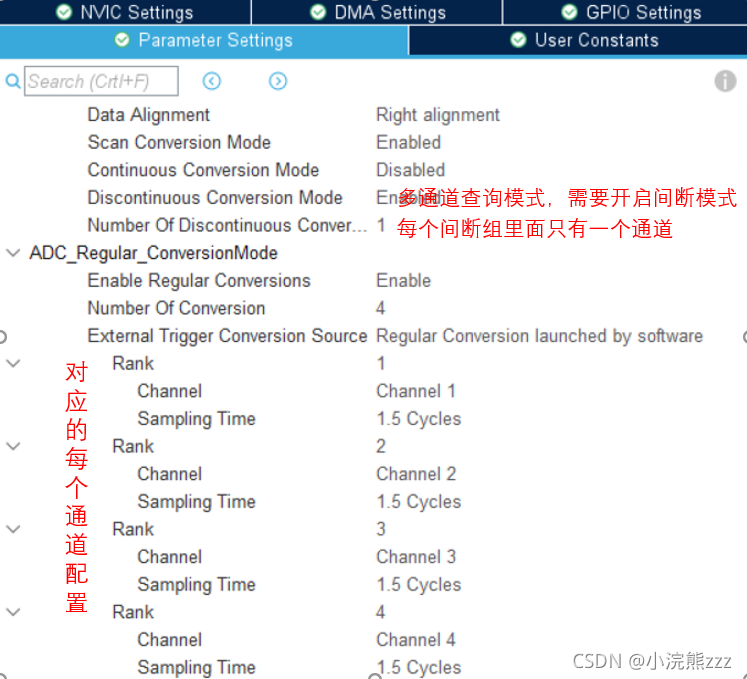 NVIC Settings DMA Settings GPIO Settings
Parameter Settings User Constants
Search (Crtl+F)
Data Alignment Right alignment
Scan Conversion Mode Enabled
Continuous Conversion Mode Disabled
Discontinuous Conversion Mode Enabled
多通道查询模式，需要开启间断模式
Number Of Discontinuous Conver... 1
每个间断组里面只有一个通道
ADC_Regular_ConversionMode
Enable Regular Conversions Enable
Number Of Conversion 4
External Trigger Conversion Source Regular Conversion launched by software
对应的每个通道配置
Rank 1
Channel Channel 1
Sampling Time 1.5 Cycles
Rank 2
Channel Channel 2
Sampling Time 1.5 Cycles
Rank 3
Channel Channel 3
Sampling Time 1.5 Cycles
Rank 4
Channel Channel 4
Sampling Time 1.5 Cycles
CSDN @小浣熊zzz